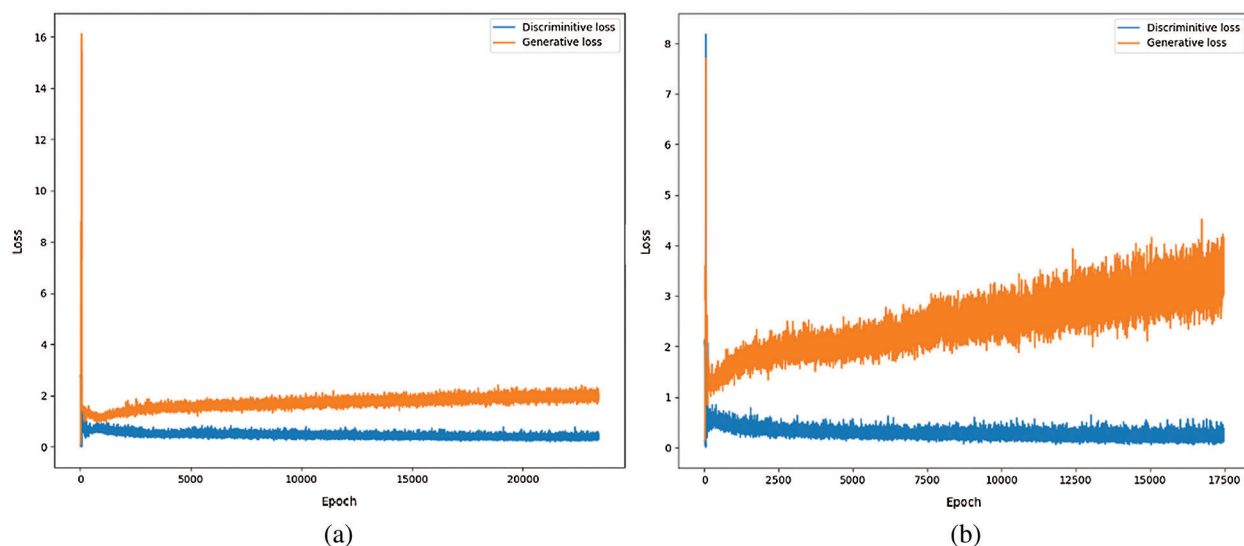 Discriminitive loss
Generative loss
16
14
12
10
8
6
4
2
0
Loss
0 5000 10000 15000 20000
Epoch
(a)
Discriminitive loss
Generative loss
8
7
6
5
4
3
2
1
0
Loss
0 2500 5000 7500 10000 12500 15000 17500
Epoch
(b)